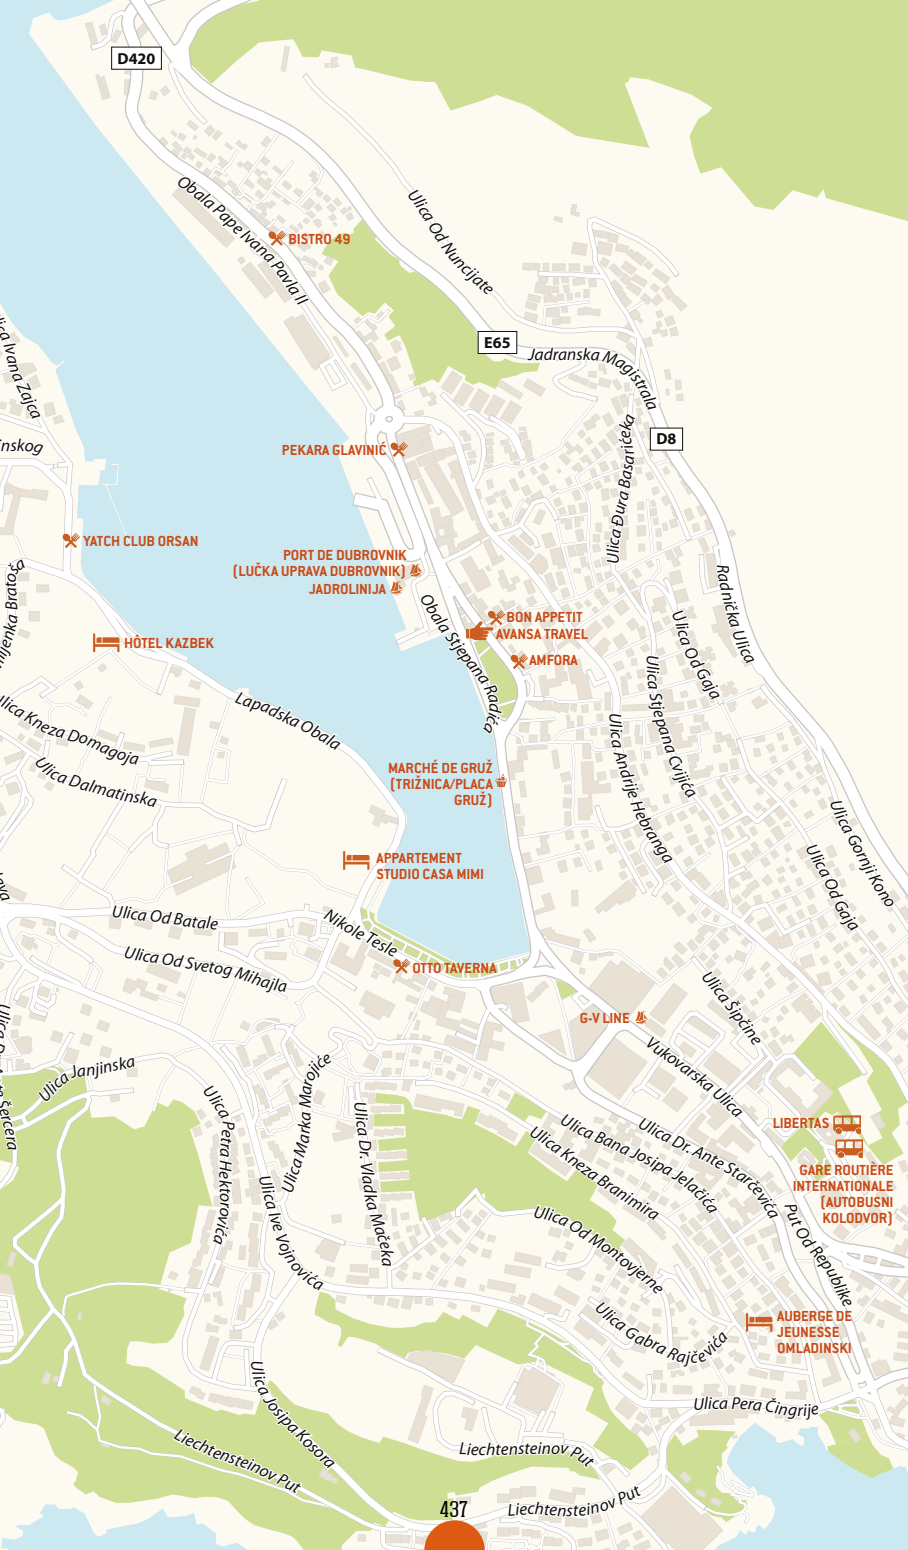 D420
Obala Pape Ivana Pavla II
BISTRO 49
Ulica Od Nuncijate
E65
Jadranska Magistrala
Ivana Zajca
D8
Ulica Đura Basaričeka
PEKARA GLAVINIĆ
YATCH CLUB ORSAN
PORT DE DUBROVNIK
(LUČKA UPRAVA DUBROVNIK)
JADROLINIJA
Radnička Ulica
Obala Stjepana Radića
BON APPETIT
AVANSA TRAVEL
AMFORA
Ulica Od Gaja
HÔTEL KAZBEK
Ulica Stjepana Cvijića
Lapadska Obala
Ulica Kneza Domagoja
Ulica Dalmatinska
Ulica Andrije Hebranga
MARCHÉ DE GRUŽ
(TRIŽNICA/PLACA
GRUŽ)
Ulica Gornji Kono
Ulica Od Gaja
APPARTEMENT
STUDIO CASA MIMI
Ulica Od Batale
Nikole Tesle
Ulica Od Svetog Mihajla
OTTO TAVERNA
Ulica Šipčine
G-V LINE
Vukovarska Ulica
Ulica Janjinska
Ulica Petra Hektorovića
Ulica Marka Marojiće
Ulica Dr. Vladka Mačeka
Ulica Bana Josipa Jelačića
Ulica Dr. Ante Starčevića
Ulica Kneza Branimira
LIBERTAS
GARE ROUTIÈRE
INTERNATIONALE
(AUTOBUSNI
KOLODVOR)
Ulica Ive Vojnovića
Ulica Od Montovjerne
Put Od Republike
Ulica Gabra Rajčevića
AUBERGE DE
JEUNESSE
OMLADINSKI
Ulica Josipa Kosora
Ulica Pera Čingrije
Liechtensteinov Put
Liechtensteinov Put
Liechtensteinov Put
437